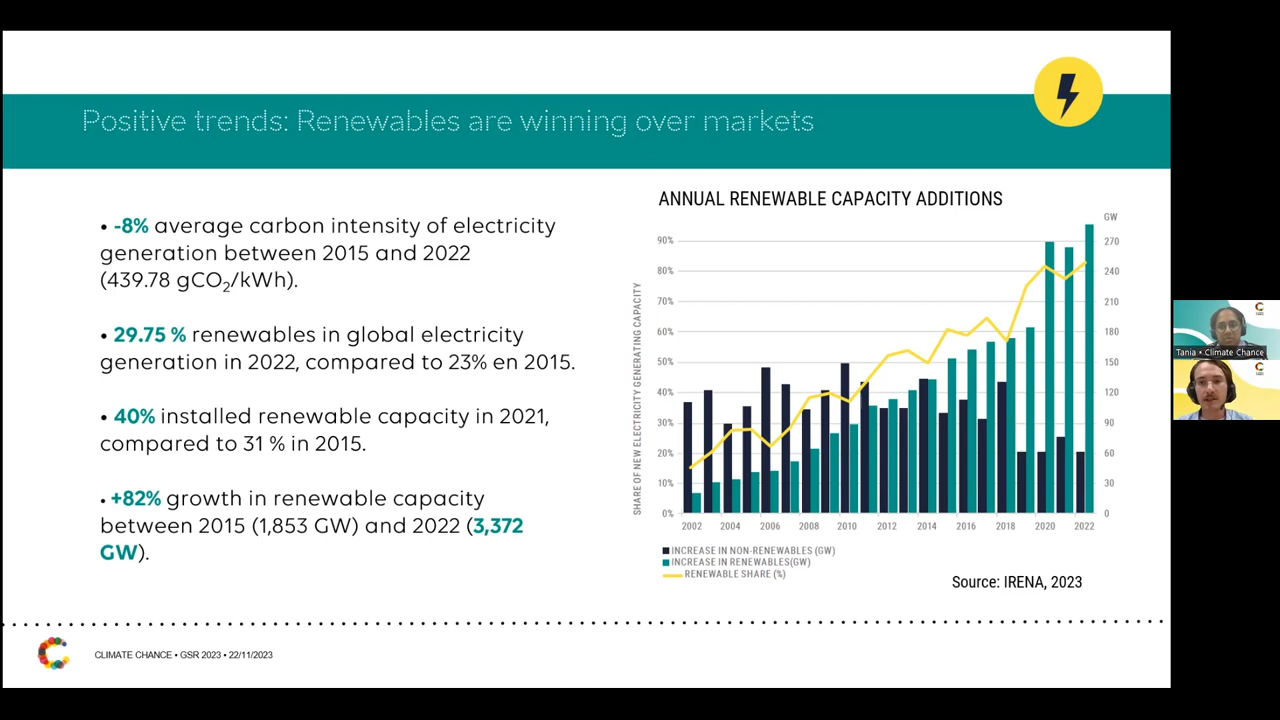 Positive trends: Renewables are winning over markets
• -8% average carbon intensity of electricity
generation between 2015 and 2022
(439.78 gCO₂/kWh).
• 29.75 % renewables in global electricity
generation in 2022, compared to 23% en 2015.
• 40% installed renewable capacity in 2021,
compared to 31 % in 2015.
• +82% growth in renewable capacity
between 2015 (1,853 GW) and 2022 (3,372
GW).
ANNUAL RENEWABLE CAPACITY ADDITIONS
GW
SHARE OF NEW ELECTRICITY GENERATING CAPACITY
90%
80%
70%
60%
50%
40%
30%
20%
10%
0%
270
240
210
180
150
120
90
60
30
0
2002 2004 2006 2008 2010 2012 2014 2016 2018 2020 2022
INCREASE IN NON-RENEWABLES (GW)
INCREASE IN RENEWABLES(GW)
RENEWABLE SHARE (%)
Source: IRENA, 2023
CLIMATE CHANCE • GSR 2023 • 22/11/2023
Tania • Climate Chance